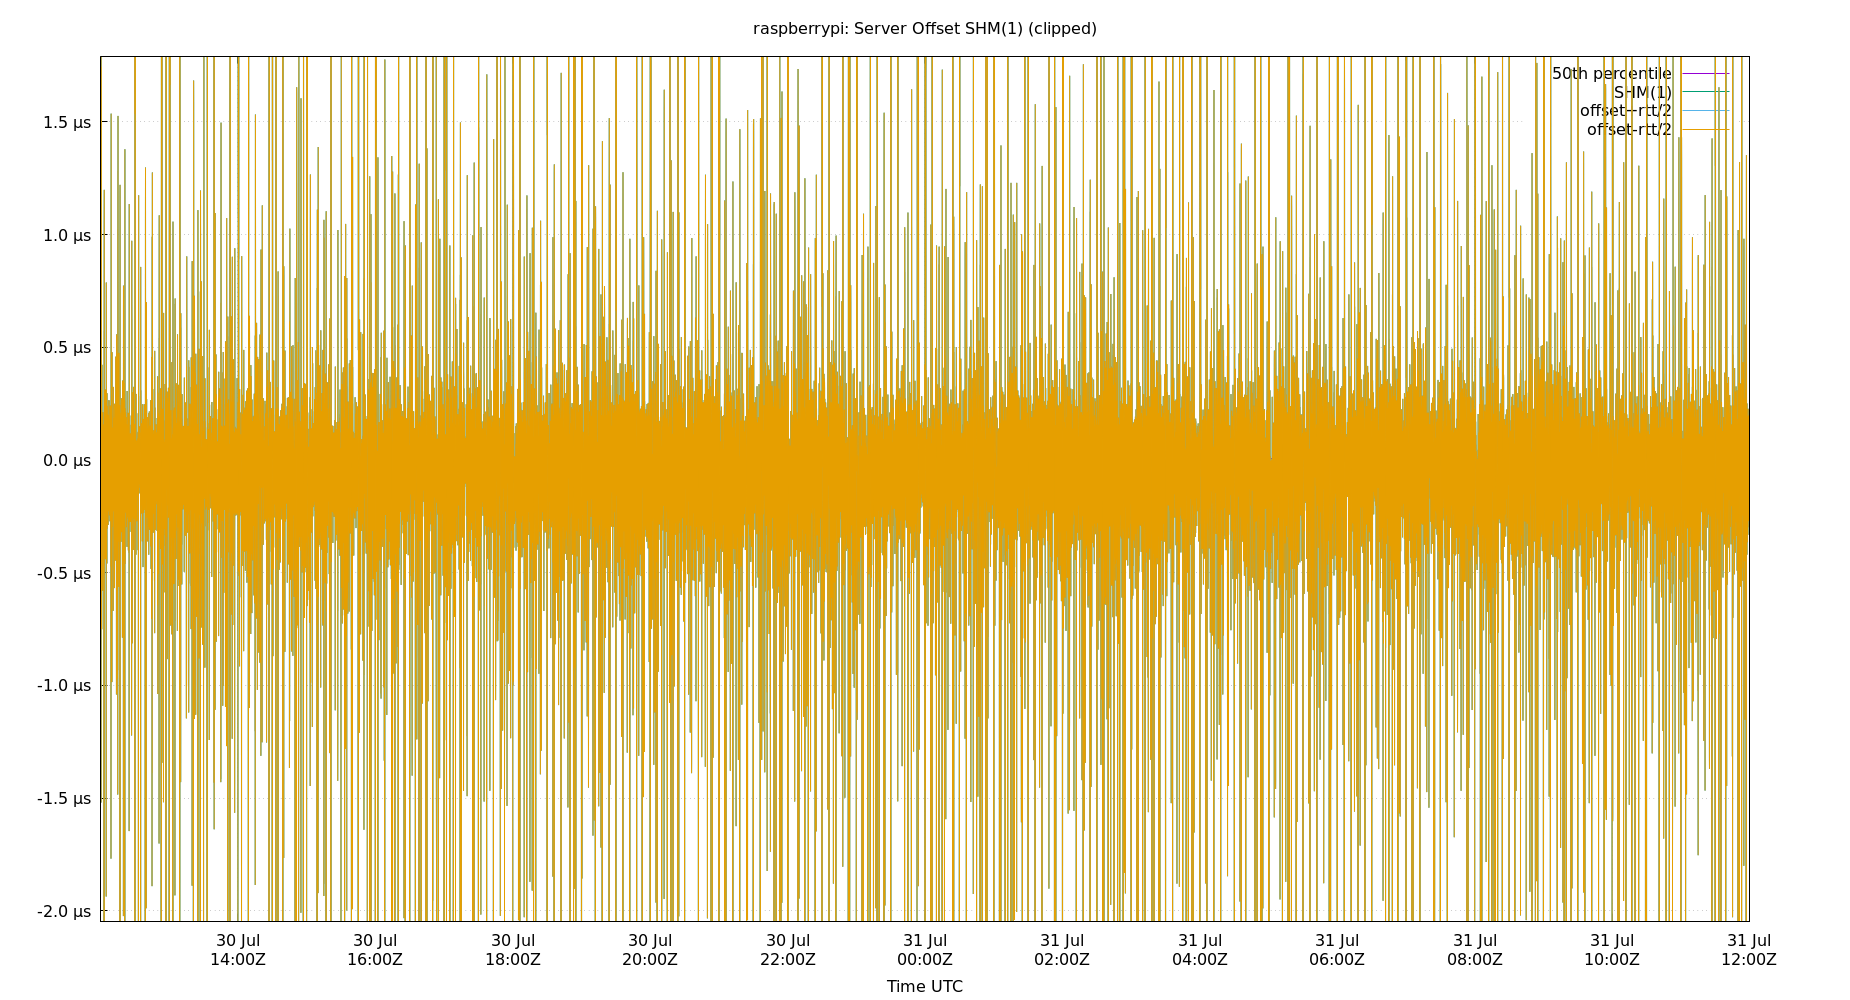 raspberrypi: Server Offset SHM(1) (clipped)
50th percentile
SHM(1)
offset+rtt/2
offset-rtt/2
1.5 µs
1.0 µs
0.5 µs
0.0 µs
-0.5 µs
-1.0 µs
-1.5 µs
-2.0 µs
30 Jul 30 Jul 30 Jul 30 Jul 30 Jul 31 Jul 31 Jul 31 Jul 31 Jul 31 Jul 31 Jul 31 Jul
14:00Z 16:00Z 18:00Z 20:00Z 22:00Z 00:00Z 02:00Z 04:00Z 06:00Z 08:00Z 10:00Z 12:00Z
Time UTC